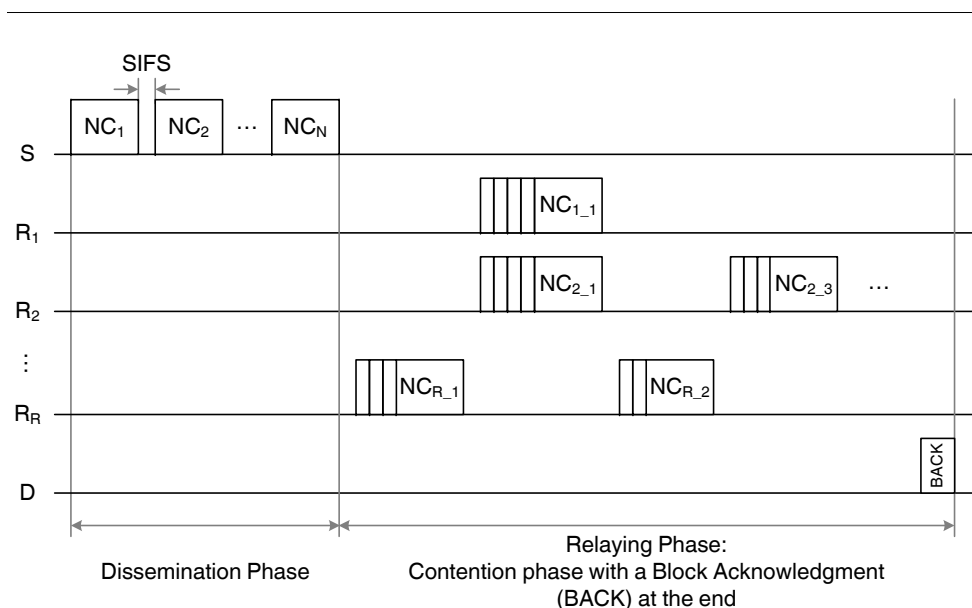 SIFS
NC1 NC2 … NCN
S
NC1_1
R1
NC2_1 NC2_3 …
R2
⋮
NCR_1 NCR_2
RR
BACK
D
Dissemination Phase
Relaying Phase:
Contention phase with a Block Acknowledgment
(BACK) at the end